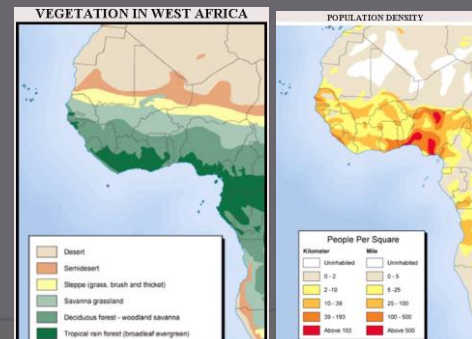 VEGETATION IN WEST AFRICA
Desert
Semidesert
Steppe (grass, brush and thicket)
Savanna grassland
Deciduous forest - woodland savanna
Tropical rain forest (broadleaf evergreen)
POPULATION DENSITY
People Per Square
Kilometer Mile
Uninhabited Uninhabited
0 - 2 0 - 5
2 - 10 5 - 25
10 - 39 25 - 100
39 - 193 100 - 500
Above 193 Above 500